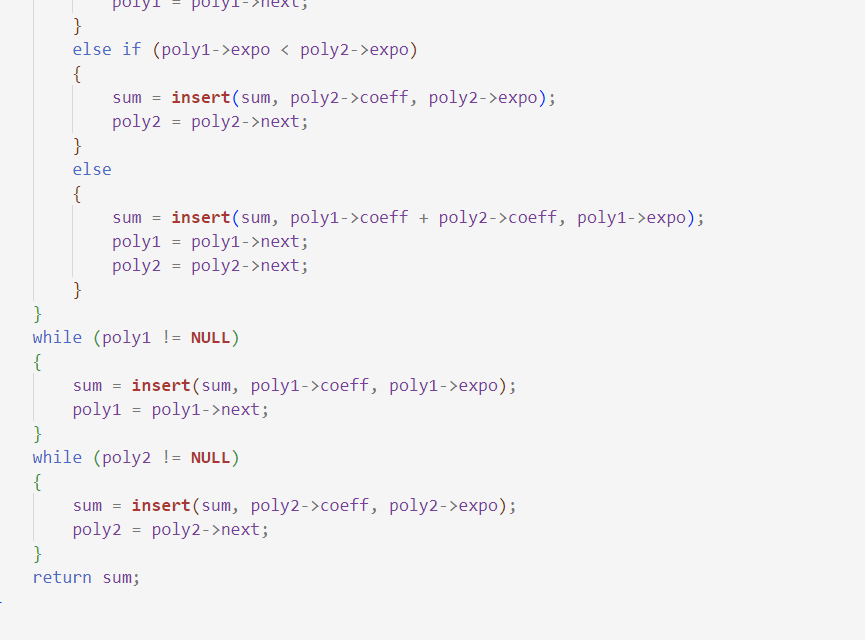 poly1 = poly1->next;
}
else if (poly1->expo < poly2->expo)
{
sum = insert(sum, poly2->coeff, poly2->expo);
poly2 = poly2->next;
}
else
{
sum = insert(sum, poly1->coeff + poly2->coeff, poly1->expo);
poly1 = poly1->next;
poly2 = poly2->next;
}
}
while (poly1 != NULL)
{
sum = insert(sum, poly1->coeff, poly1->expo);
poly1 = poly1->next;
}
while (poly2 != NULL)
{
sum = insert(sum, poly2->coeff, poly2->expo);
poly2 = poly2->next;
}
return sum;